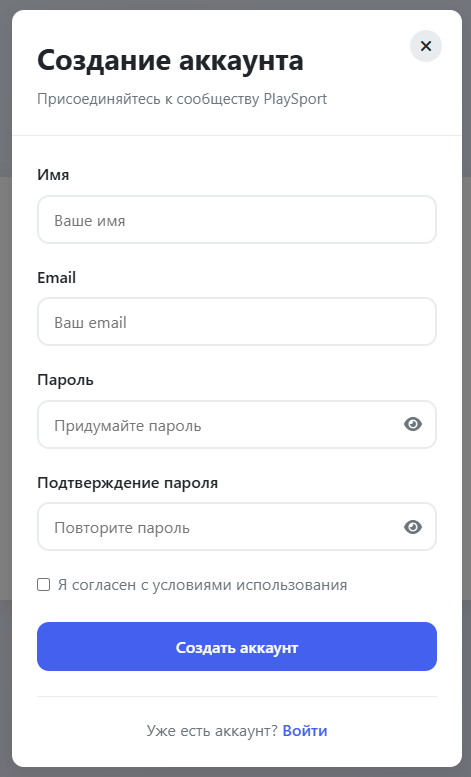 Создание аккаунта
Присоединяйтесь к сообществу PlaySport
Имя
Ваше имя
Email
Ваш email
Пароль
Придумайте пароль
Подтверждение пароля
Повторите пароль
Я согласен с условиями использования
Создать аккаунт
Уже есть аккаунт? Войти